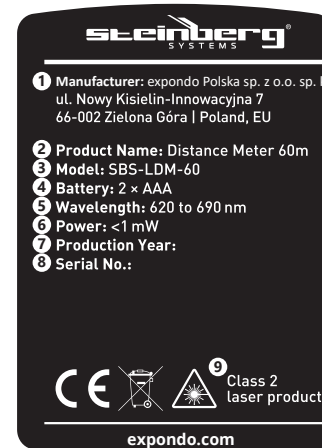 steinberg®
SYSTEMS
1 Manufacturer: expondo Polska sp. z o.o. sp.
ul. Nowy Kisielin-Innowacyjna 7
66-002 Zielona Góra | Poland, EU
2 Product Name: Distance Meter 60m
3 Model: SBS-LDM-60
4 Battery: 2 × AAA
5 Wavelength: 620 to 690 nm
6 Power: <1 mW
7 Production Year:
8 Serial No.:
CE
9
Class 2
laser product
expondo.com